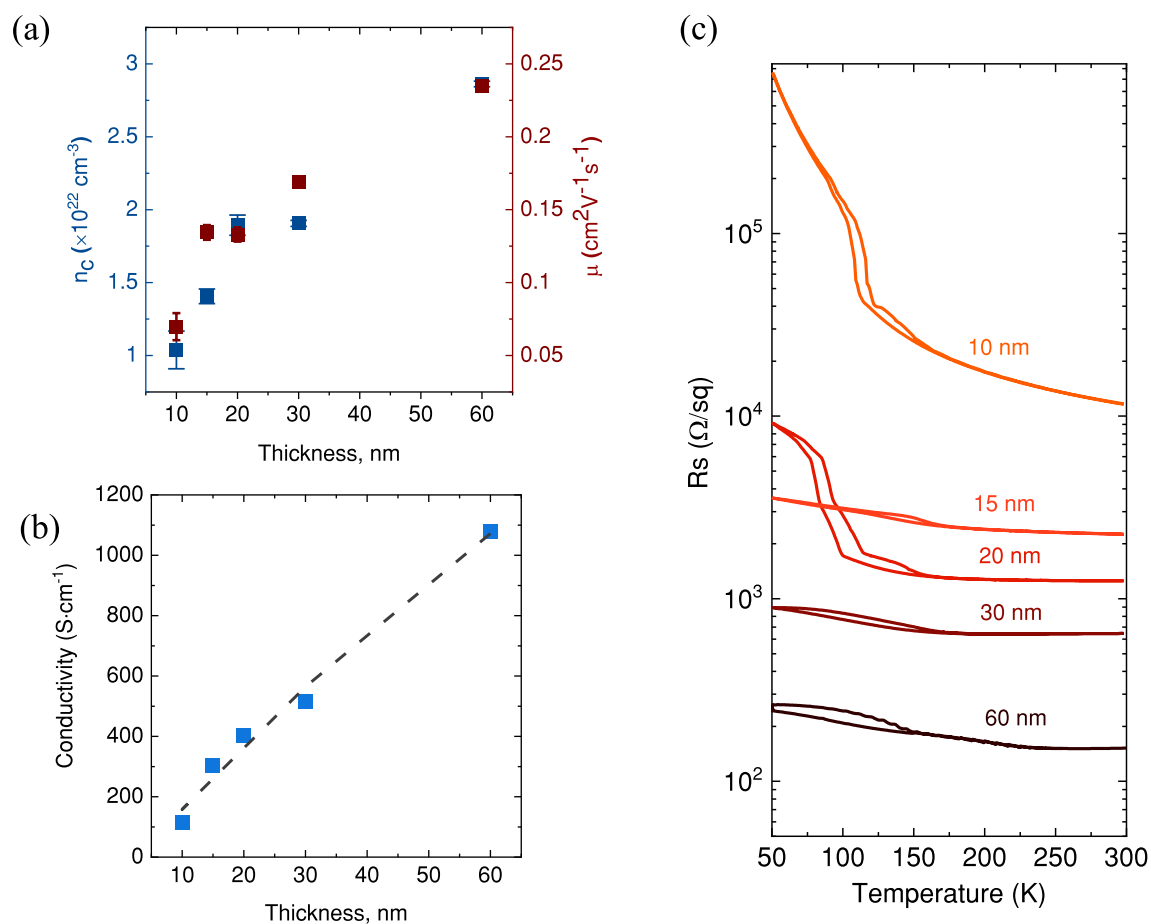 (a)
3
2.5
2
1.5
1
n_C (×10^22 cm^-3)
0.25
0.2
0.15
0.1
0.05
μ (cm^2V^-1s^-1)
10 20 30 40 50 60
Thickness, nm
(b)
1200
1000
800
600
400
200
0
Conductivity (S·cm^-1)
10 20 30 40 50 60
Thickness, nm
(c)
10^5
10^4
10^3
10^2
Rs (Ω/sq)
10 nm
15 nm
20 nm
30 nm
60 nm
50 100 150 200 250 300
Temperature (K)